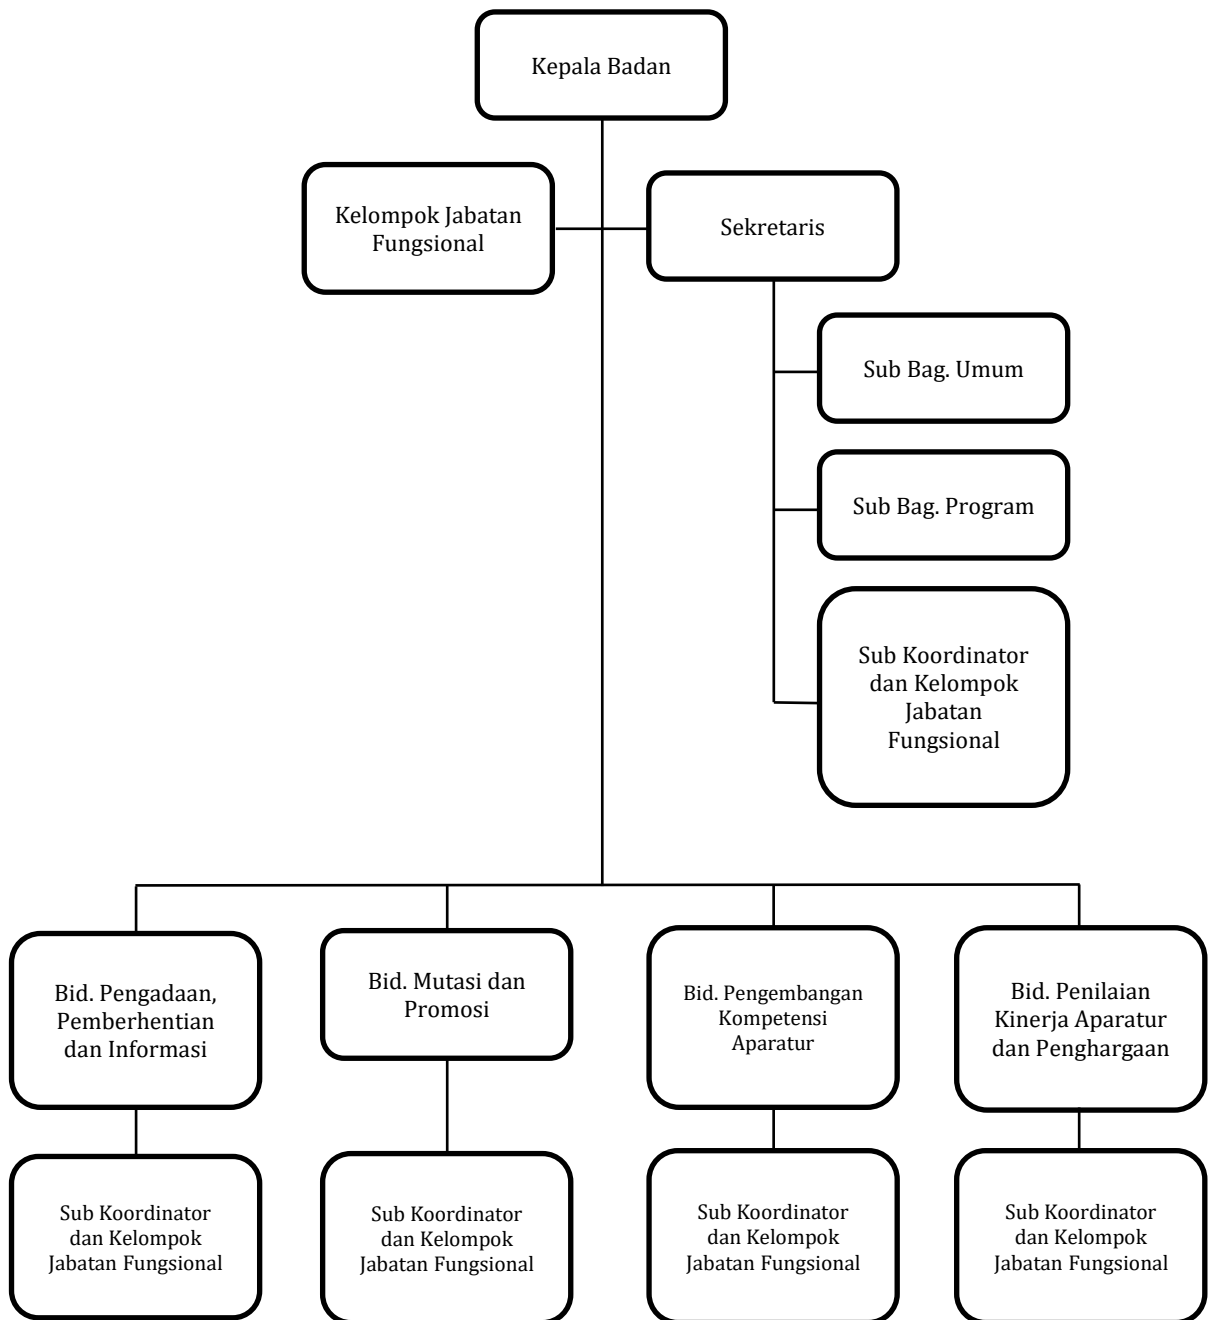 Kepala Badan
Kelompok Jabatan
Fungsional
Sekretaris
Sub Bag. Umum
Sub Bag. Program
Sub Koordinator
dan Kelompok
Jabatan
Fungsional
Bid. Pengadaan,
Pemberhentian
dan Informasi
Bid. Mutasi dan
Promosi
Bid. Pengembangan
Kompetensi
Aparatur
Bid. Penilaian
Kinerja Aparatur
dan Penghargaan
Sub Koordinator
dan Kelompok
Jabatan Fungsional
Sub Koordinator
dan Kelompok
Jabatan Fungsional
Sub Koordinator
dan Kelompok
Jabatan Fungsional
Sub Koordinator
dan Kelompok
Jabatan Fungsional